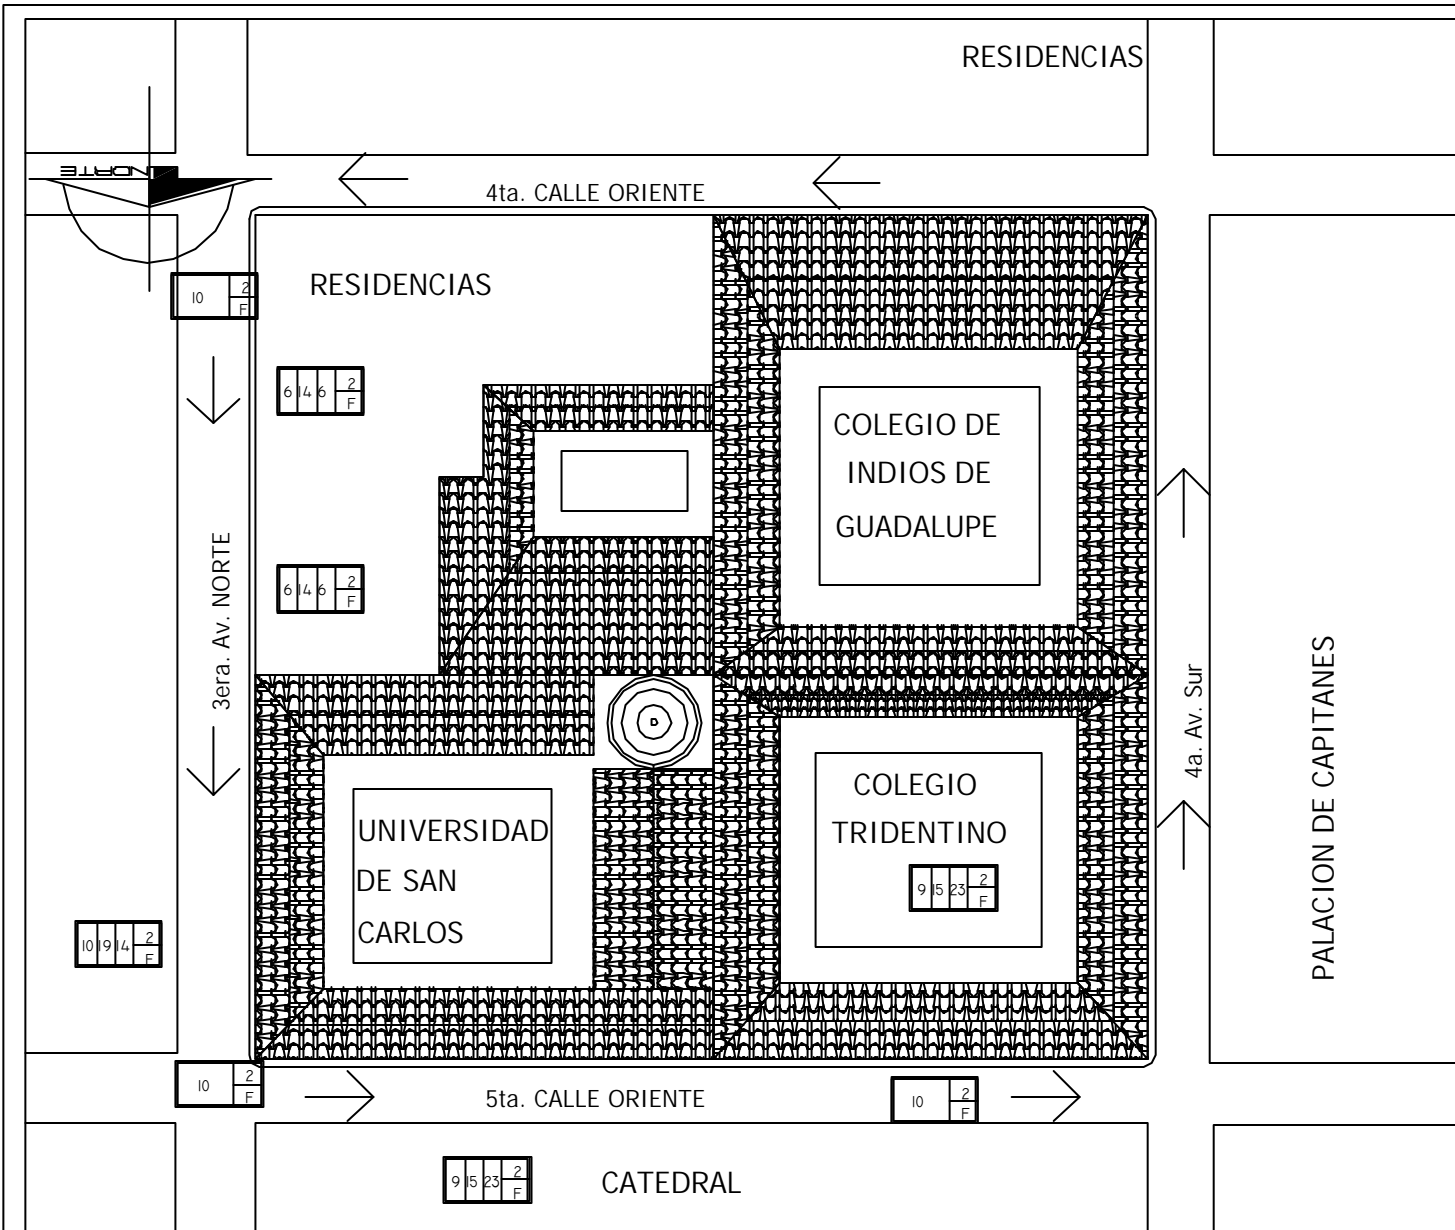 RESIDENCIAS
NORTE
4ta. CALLE ORIENTE
RESIDENCIAS
10 2 F
6 14 6 2 F
COLEGIO DE
INDIOS DE
GUADALUPE
3era. Av. NORTE
6 14 6 2 F
4a. Av. Sur
PALACION DE CAPITANES
D
COLEGIO
TRIDENTINO
9 15 23 2 F
UNIVERSIDAD
DE SAN
CARLOS
10 19 14 2 F
10 2 F
5ta. CALLE ORIENTE
10 2 F
9 15 23 2 F
CATEDRAL